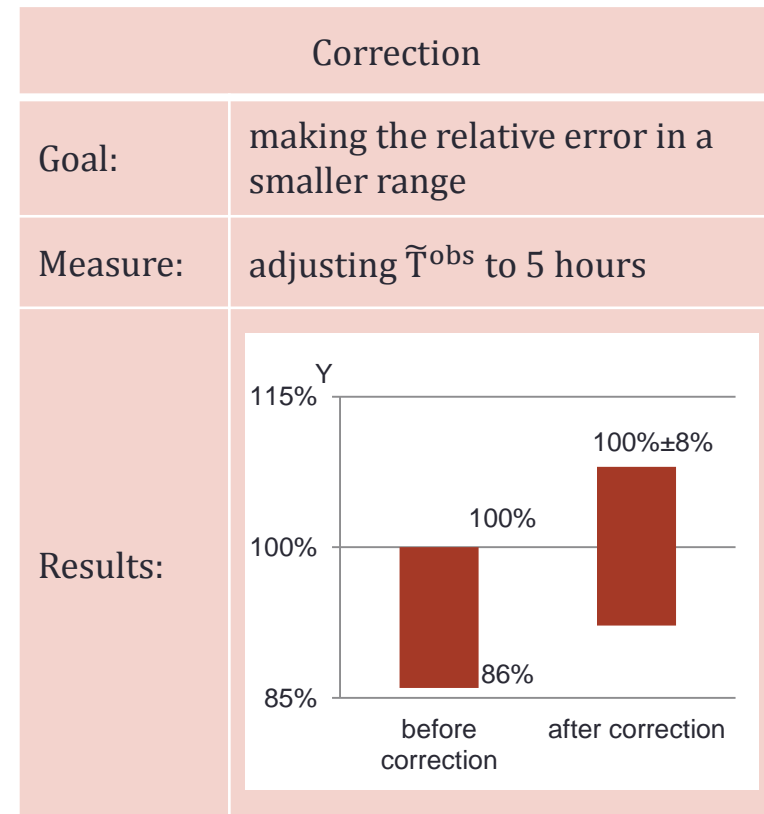 Correction
Goal:
making the relative error in a
smaller range
Measure:
adjusting T̃ᵒᵇˢ to 5 hours
Results:
Y
115%
100%±8%
100%
100%
86%
85%
before
correction
after correction